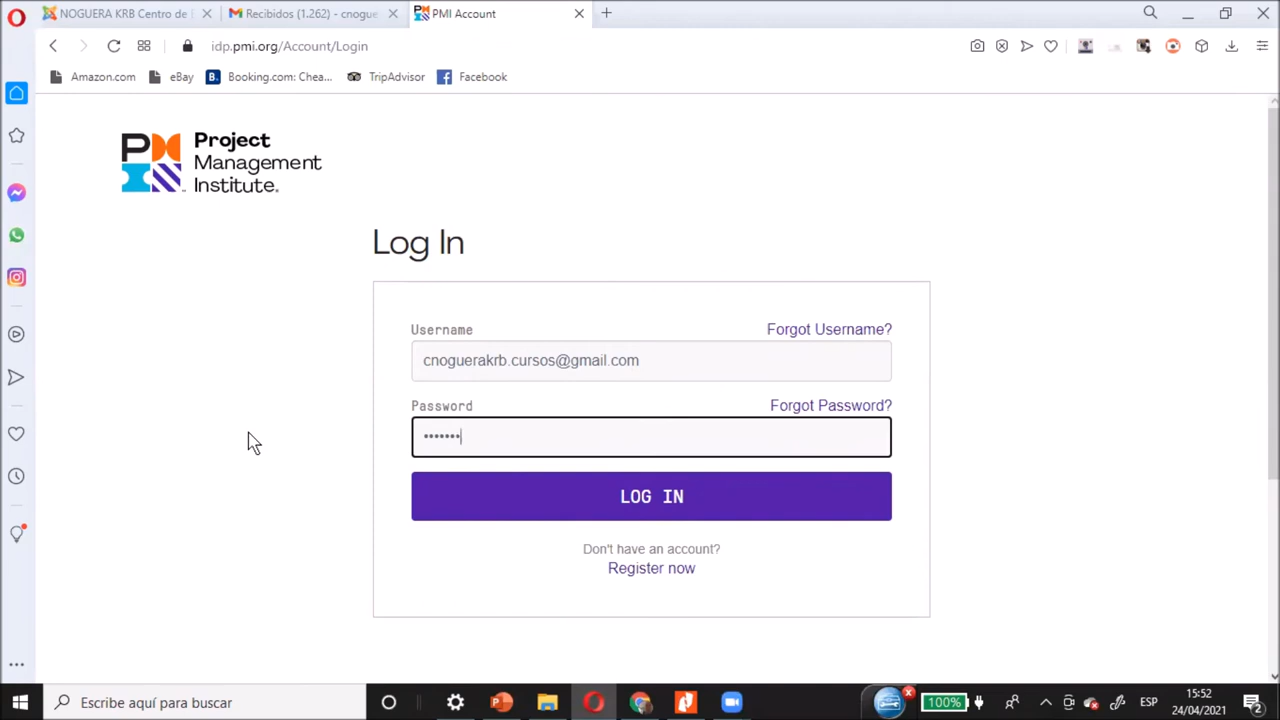 NOGUERA KRB Centro de
Recibidos (1.262) - cnogue
PMI Account
idp.pmi.org/Account/Login
Amazon.com
eBay
Booking.com: Chea...
TripAdvisor
Facebook
Project
Management
Institute.
Log In
Username
Forgot Username?
cnoguerakrb.cursos@gmail.com
Password
Forgot Password?
LOG IN
Don't have an account?
Register now
Escribe aquí para buscar
100%
ESP
15:52
24/04/2021
2